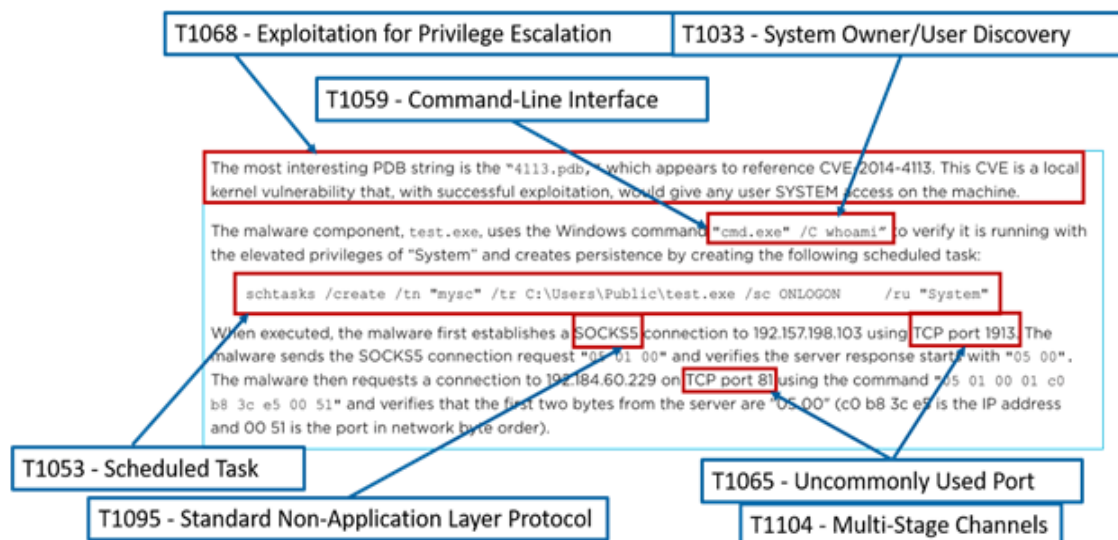 T1068 - Exploitation for Privilege Escalation
T1033 - System Owner/User Discovery
T1059 - Command-Line Interface
The most interesting PDB string is the "4113.pdb," which appears to reference CVE-2014-4113. This CVE is a local
kernel vulnerability that, with successful exploitation, would give any user SYSTEM access on the machine.
The malware component, test.exe, uses the Windows command "cmd.exe" /C whoami" to verify it is running with
the elevated privileges of "System" and creates persistence by creating the following scheduled task:
schtasks /create /tn "mysc" /tr C:\Users\Public\test.exe /sc ONLOGON /ru "System"
When executed, the malware first establishes a SOCKS5 connection to 192.157.198.103 using TCP port 1913. The
malware sends the SOCKS5 connection request "05 01 00" and verifies the server response starts with "05 00".
The malware then requests a connection to 192.184.60.229 on TCP port 81 using the command "05 01 00 01 c0
b8 3c e5 00 51" and verifies that the first two bytes from the server are "05 00" (c0 b8 3c e5 is the IP address
and 00 51 is the port in network byte order).
T1053 - Scheduled Task
T1065 - Uncommonly Used Port
T1095 - Standard Non-Application Layer Protocol
T1104 - Multi-Stage Channels